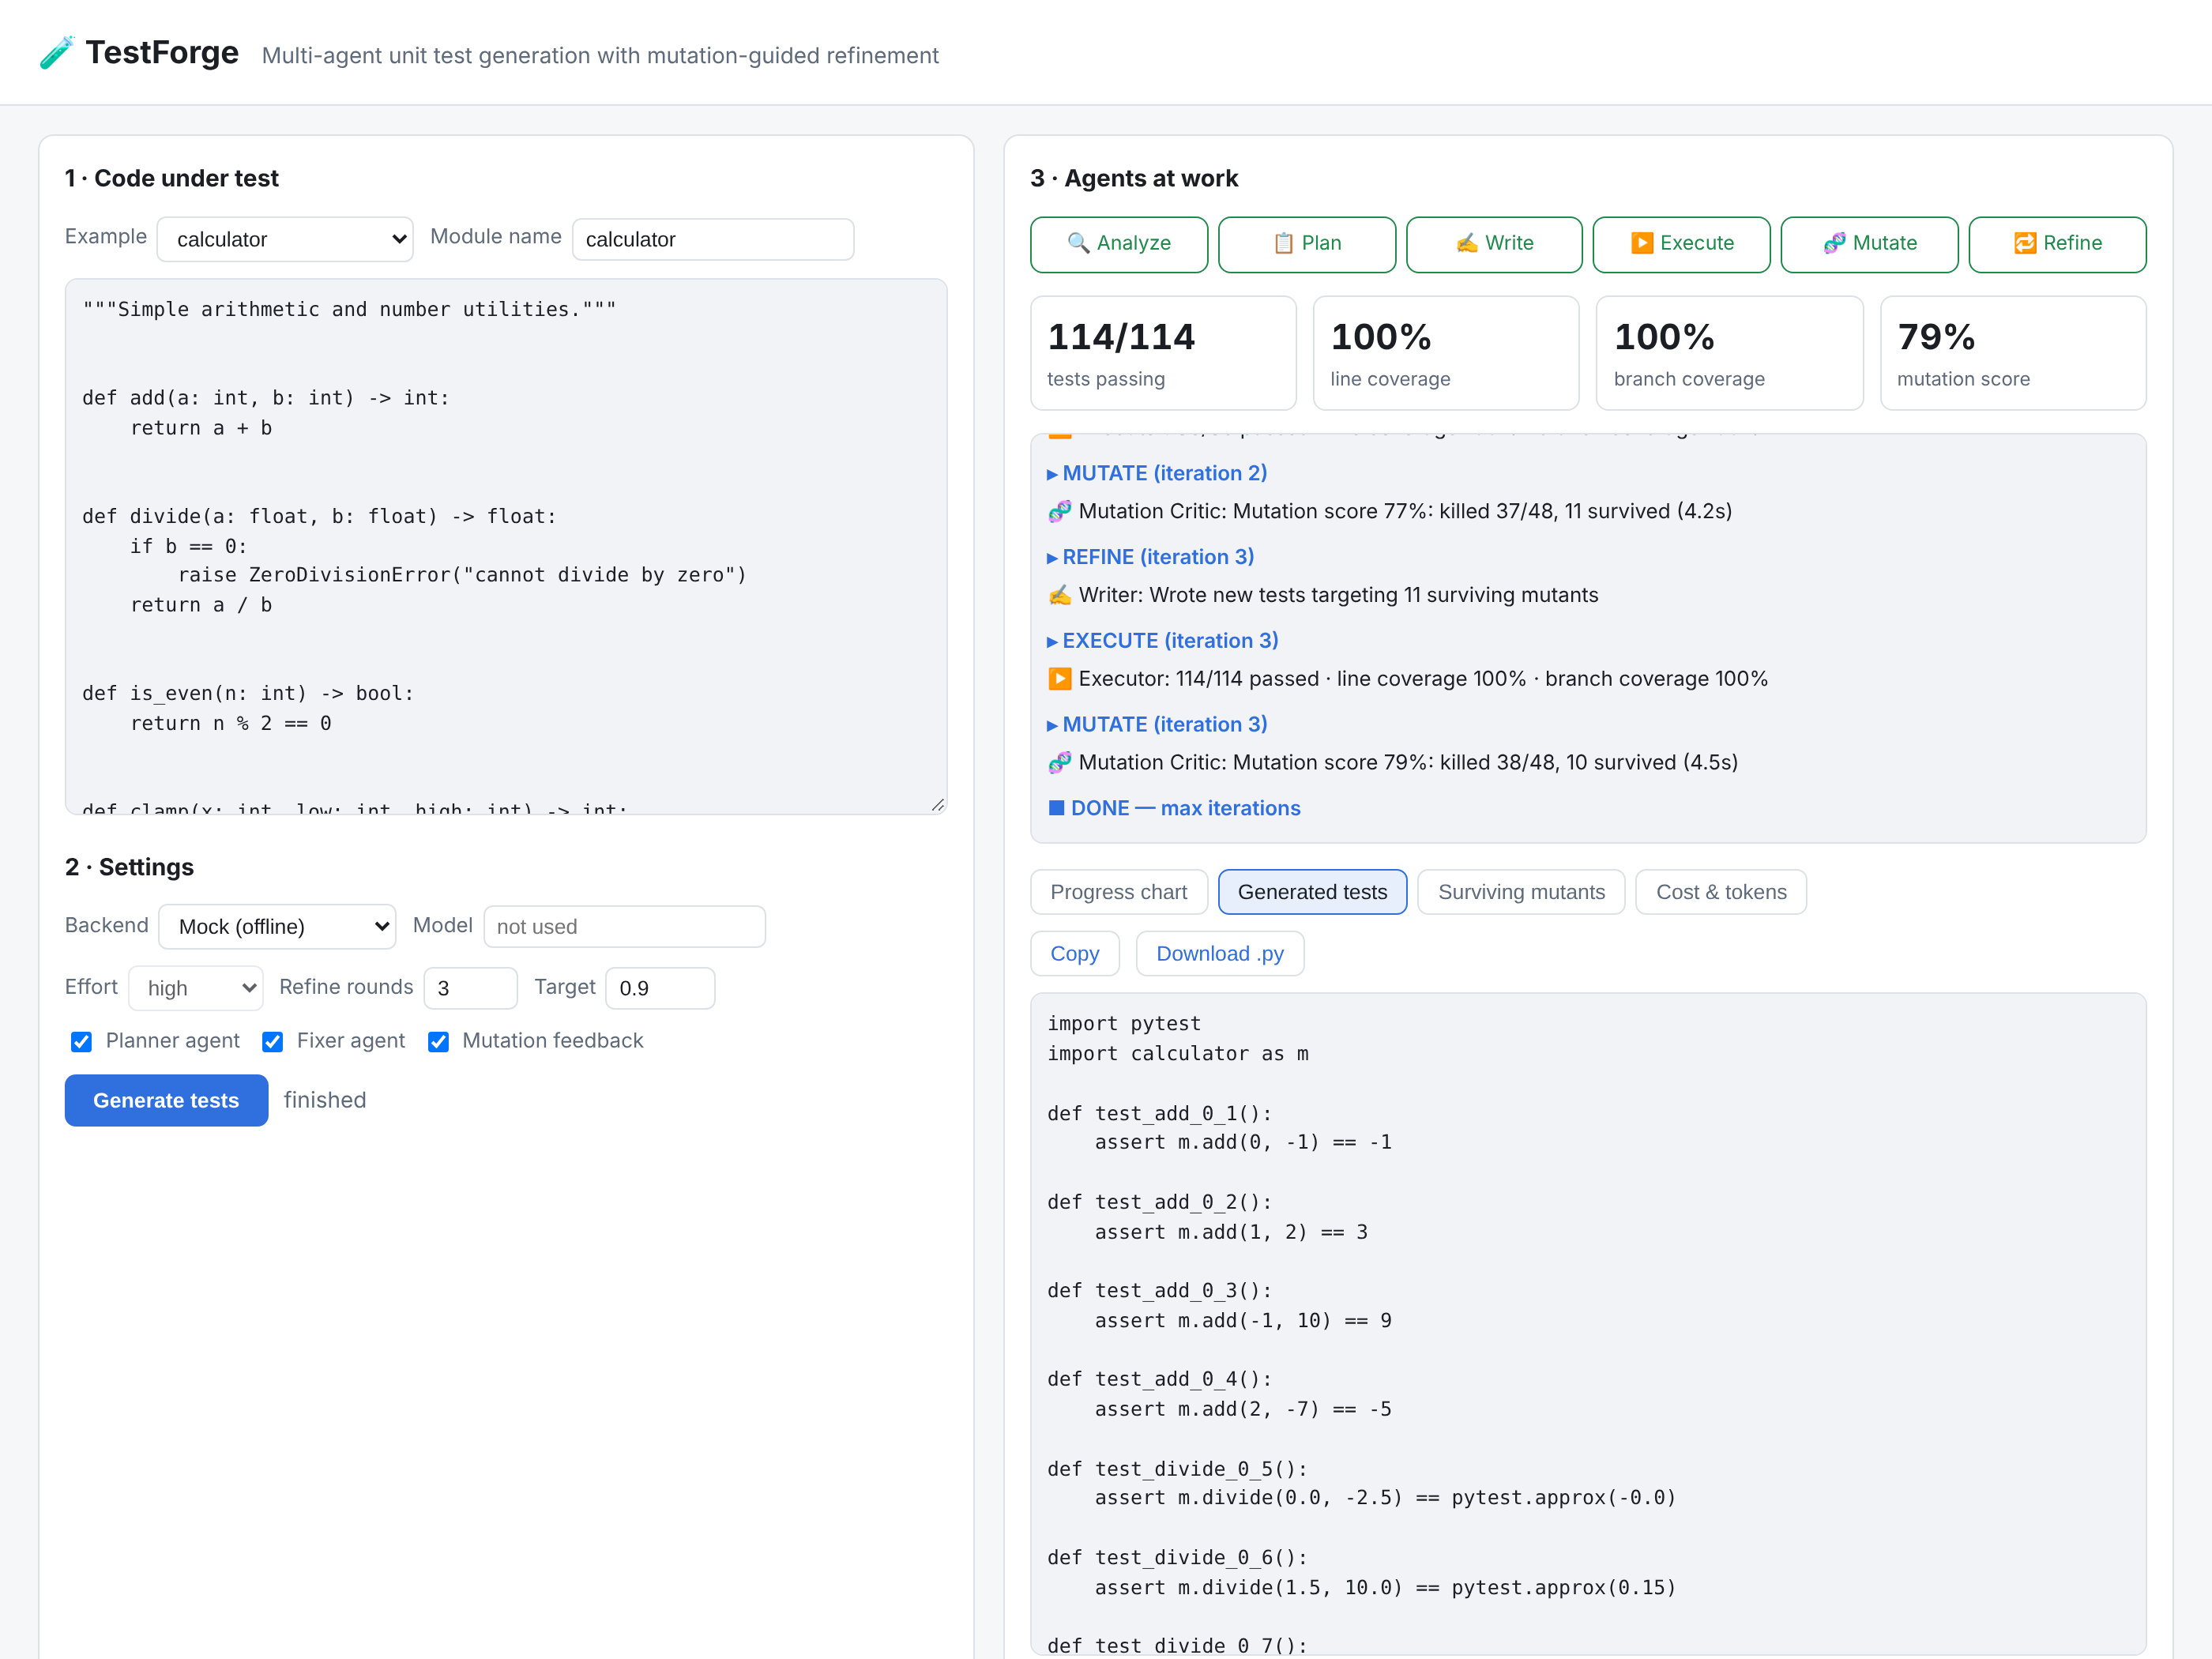 🧪 TestForge Multi-agent unit test generation with mutation-guided refinement
1 · Code under test
Example calculator Module name calculator
"""Simple arithmetic and number utilities."""
def add(a: int, b: int) -> int:
    return a + b
def divide(a: float, b: float) -> float:
    if b == 0:
        raise ZeroDivisionError("cannot divide by zero")
    return a / b
def is_even(n: int) -> bool:
    return n % 2 == 0
def clamp(x: int, low: int, high: int) -> int:
2 · Settings
Backend Mock (offline) Model not used
Effort high Refine rounds 3 Target 0.9
Planner agent Fixer agent Mutation feedback
Generate tests finished
3 · Agents at work
🔍 Analyze 📋 Plan ✍️ Write ▶️ Execute 🧬 Mutate 🔁 Refine
114/114 100% 100% 79%
tests passing line coverage branch coverage mutation score
▸ MUTATE (iteration 2)
🧬 Mutation Critic: Mutation score 77%: killed 37/48, 11 survived (4.2s)
▸ REFINE (iteration 3)
✍️ Writer: Wrote new tests targeting 11 surviving mutants
▸ EXECUTE (iteration 3)
▶️ Executor: 114/114 passed · line coverage 100% · branch coverage 100%
▸ MUTATE (iteration 3)
🧬 Mutation Critic: Mutation score 79%: killed 38/48, 10 survived (4.5s)
■ DONE — max iterations
Progress chart Generated tests Surviving mutants Cost & tokens
Copy Download .py
import pytest
import calculator as m
def test_add_0_1():
    assert m.add(0, -1) == -1
def test_add_0_2():
    assert m.add(1, 2) == 3
def test_add_0_3():
    assert m.add(-1, 10) == 9
def test_add_0_4():
    assert m.add(2, -7) == -5
def test_divide_0_5():
    assert m.divide(0.0, -2.5) == pytest.approx(-0.0)
def test_divide_0_6():
    assert m.divide(1.5, 10.0) == pytest.approx(0.15)
def test_divide_0_7():